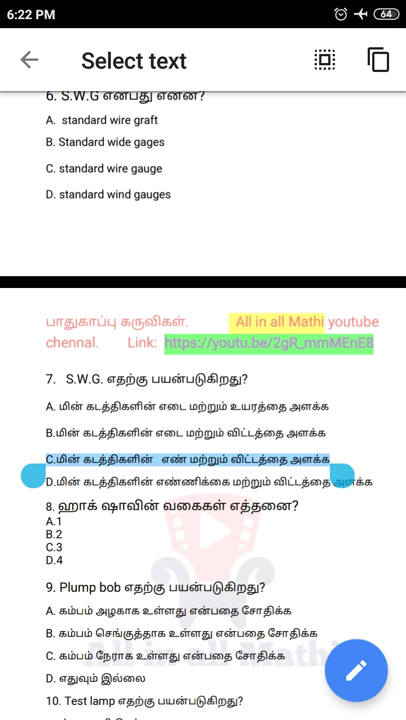 6:22 PM
64
Select text
6. S.W.G என்பது என்ன?
A. standard wire graft
B. Standard wide gages
C. standard wire gauge
D. standard wind gauges
பாதுகாப்பு கருவிகள். All in all Mathi youtube
chennal. Link: https://youtu.be/2gR_mmMEnE8
7. S.W.G. எதற்கு பயன்படுகிறது?
A. மின் கடத்திகளின் எடை மற்றும் உயரத்தை அளக்க
B.மின் கடத்திகளின் எடை மற்றும் விட்டத்தை அளக்க
C.மின் கடத்திகளின் எண் மற்றும் விட்டத்தை அளக்க
D.மின் கடத்திகளின் எண்ணிக்கை மற்றும் விட்டத்தை அளக்க
8. ஹாக் ஷாவின் வகைகள் எத்தனை?
A.1
B.2
C.3
D.4
9. Plump bob எதற்கு பயன்படுகிறது?
A. கம்பம் அழகாக உள்ளது என்பதை சோதிக்க
B. கம்பம் செங்குத்தாக உள்ளது என்பதை சோதிக்க
C. கம்பம் நேராக உள்ளது என்பதை சோதிக்க
All in all Mathi
D. எதுவும் இல்லை
10. Test lamp எதற்கு பயன்படுகிறது?